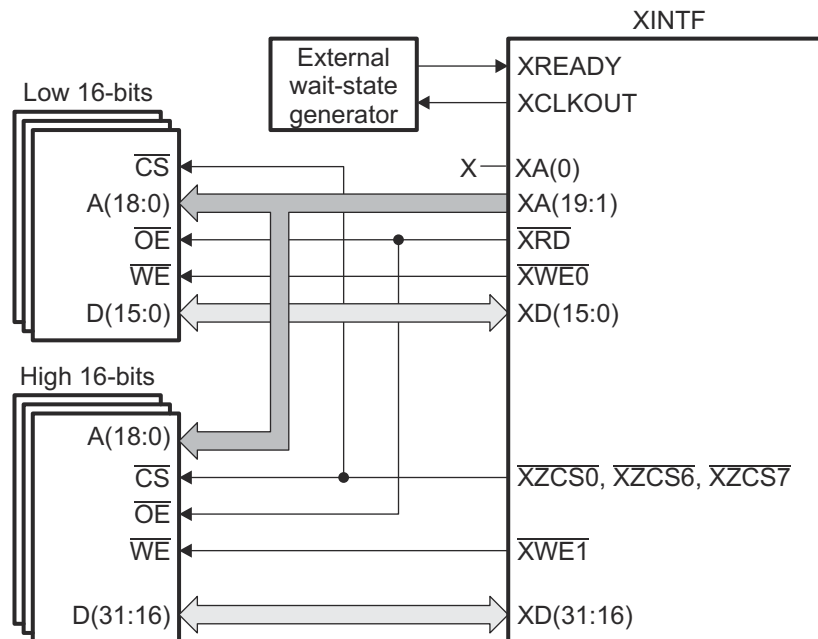 XINTF
External
wait-state
generator
XREADY
XCLKOUT
Low 16-bits
CS
X
XA(0)
A(18:0)
XA(19:1)
OE
XRD
WE
XWE0
D(15:0)
XD(15:0)
High 16-bits
A(18:0)
CS
XZCS0, XZCS6, XZCS7
OE
WE
XWE1
D(31:16)
XD(31:16)